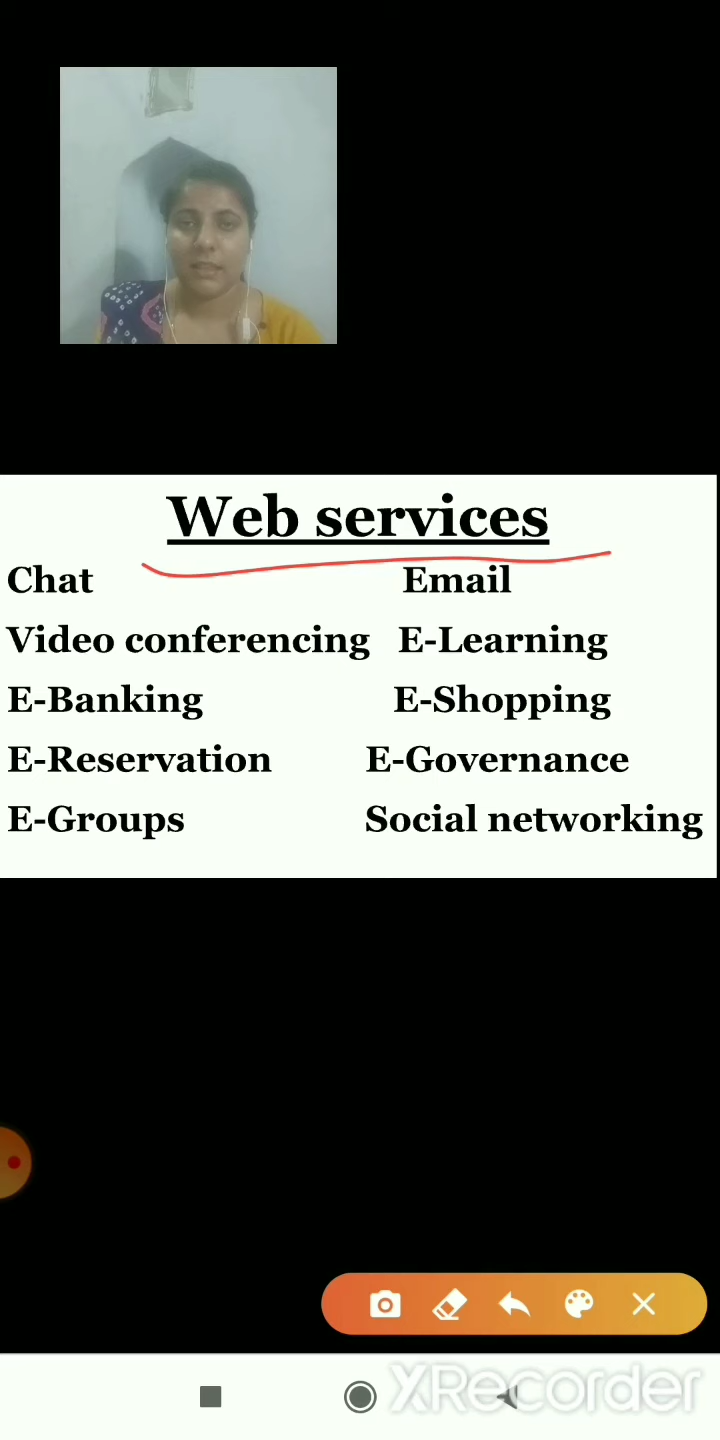 Web services
Chat Email
Video conferencing E-Learning
E-Banking E-Shopping
E-Reservation E-Governance
E-Groups Social networking
XRecorder